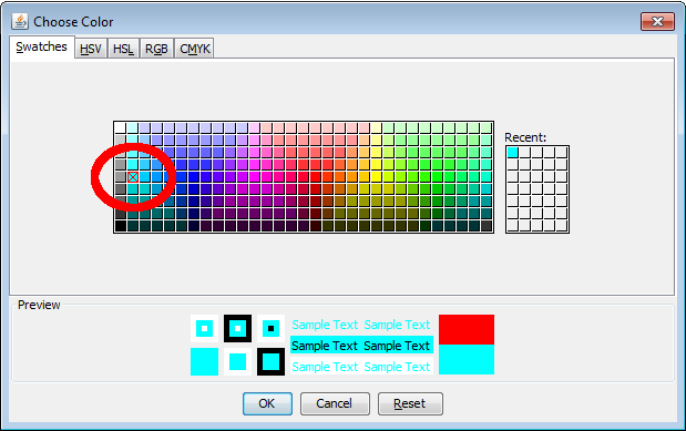 Choose Color
Swatches HSV HSL RGB CMYK
Recent:
Preview
Sample Text Sample Text
Sample Text Sample Text
Sample Text Sample Text
OK Cancel Reset